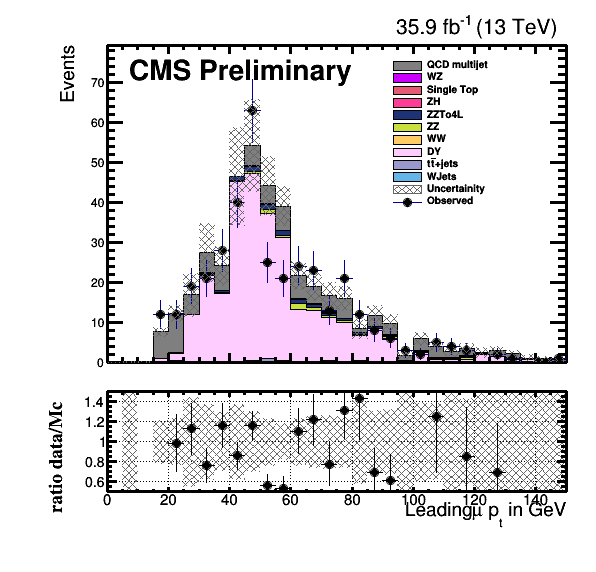 35.9 fb⁻¹ (13 TeV)
CMS Preliminary
Events
QCD multijet
WZ
Single Top
ZH
ZZTo4L
ZZ
WW
DY
tt̄+jets
WJets
Uncertainity
Observed
70
60
50
40
30
20
10
0
ratio data/Mc
1.4
1.2
1
0.8
0.6
0 20 40 60 80 100 120 140
Leadingμ pₜ in GeV